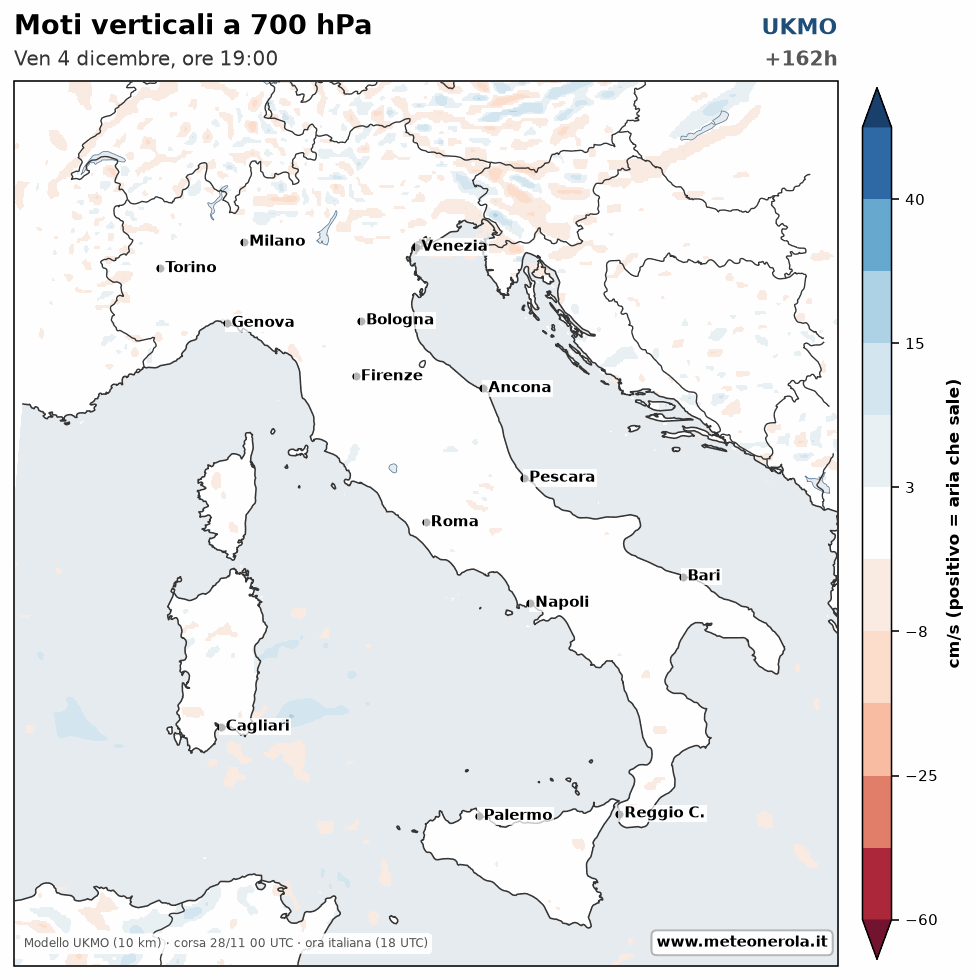 Moti verticali a 700 hPa
UKMO
Ven 4 dicembre, ore 19:00
+162h
Milano
Venezia
Torino
Genova
Bologna
Firenze
Ancona
Pescara
Roma
Bari
Napoli
Cagliari
Palermo
Reggio C.
40
15
3
−8
−25
−60
cm/s (positivo = aria che sale)
Modello UKMO (10 km) · corsa 28/11 00 UTC · ora italiana (18 UTC)
www.meteonerola.it